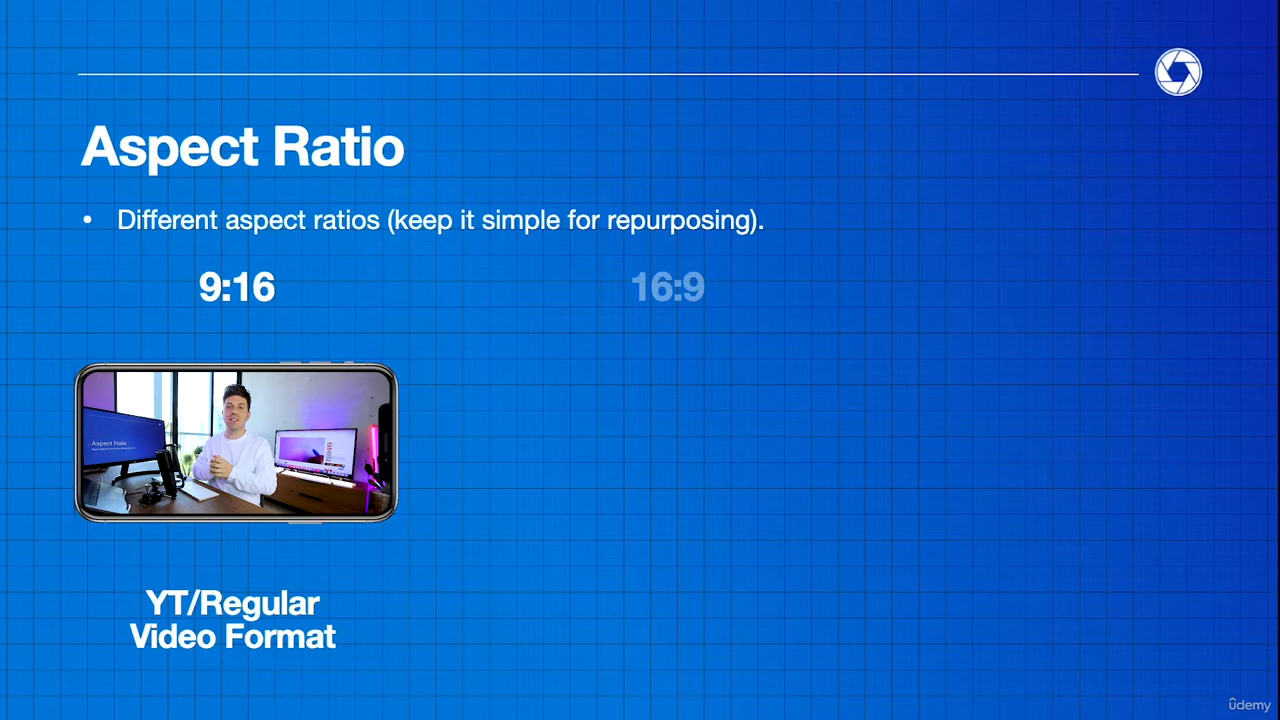 Aspect Ratio
• Different aspect ratios (keep it simple for repurposing).
9:16
16:9
Aspect Ratio
YT/Regular
Video Format
ûdemy